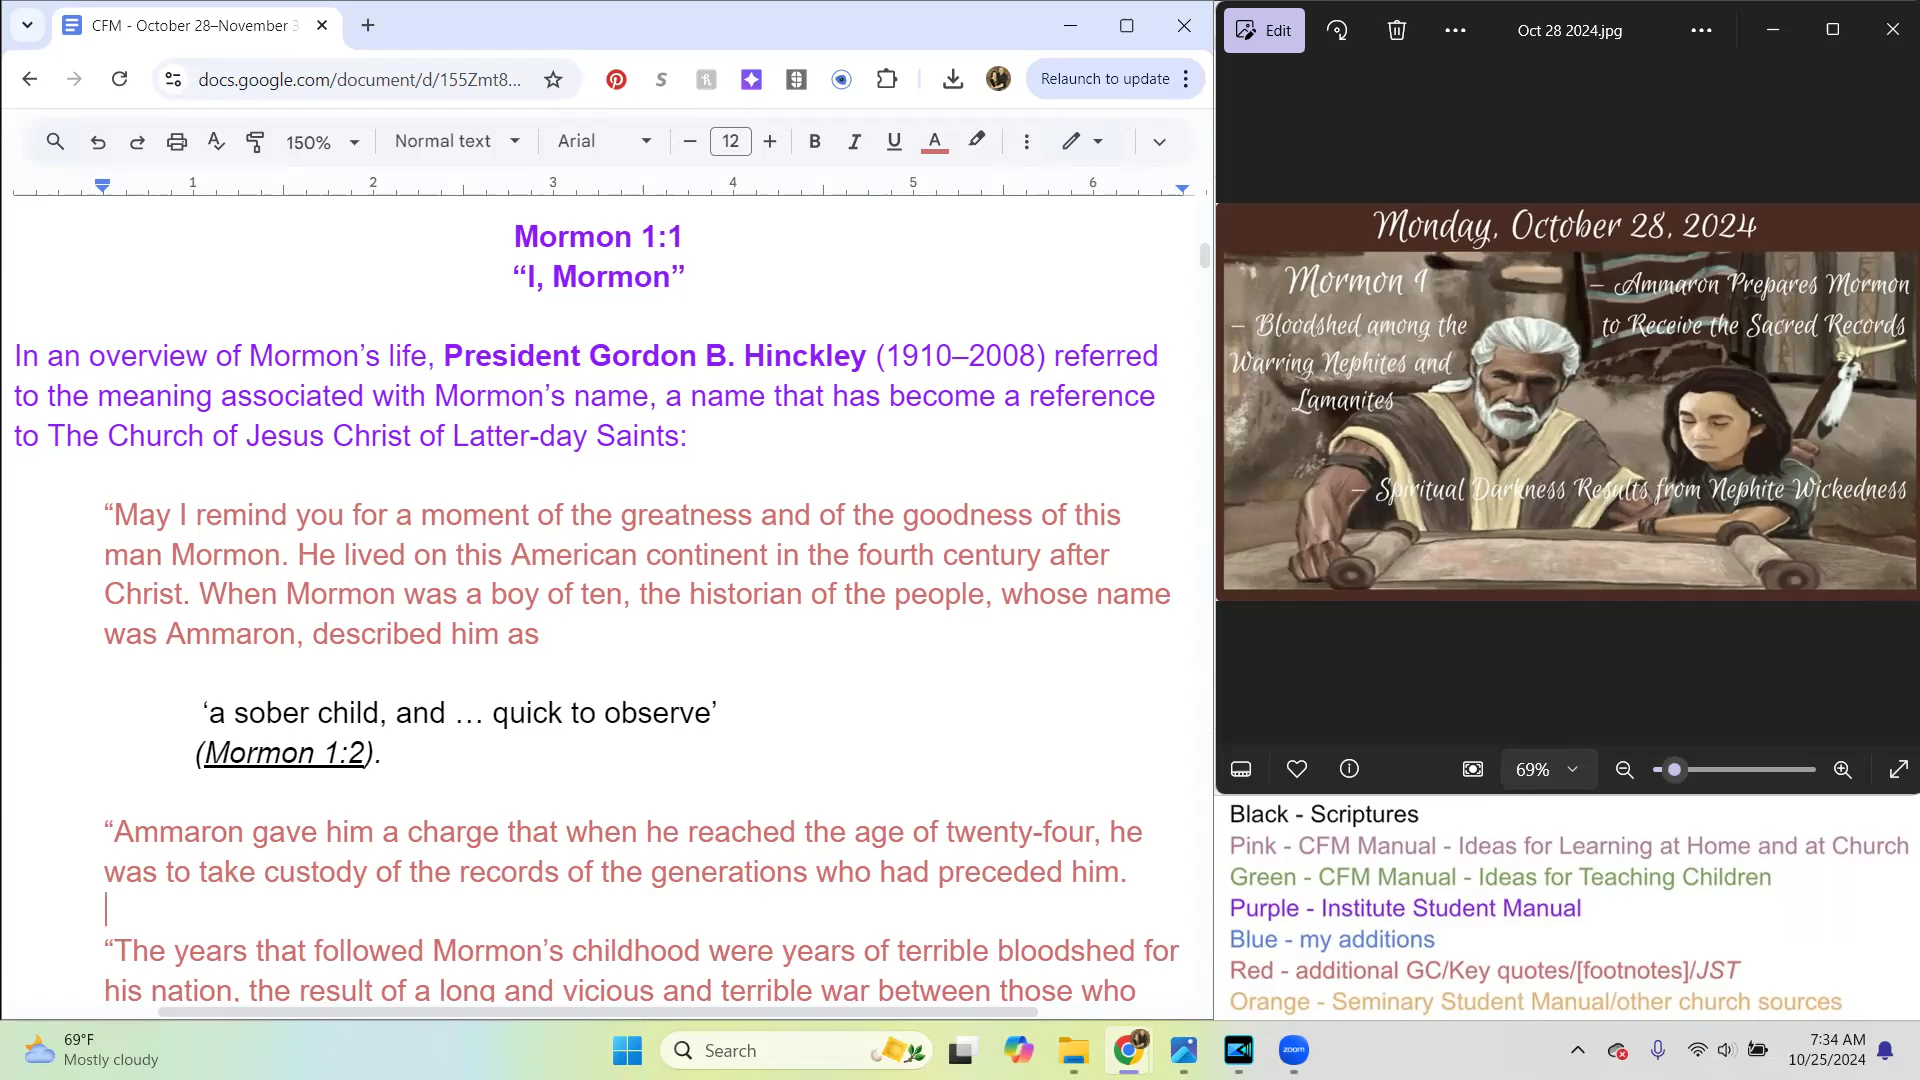 CFM - October 28–November 3
docs.google.com/document/d/155Zmt8...
Relaunch to update
150%
Normal text
Arial
12
1 2 3 4 5 6
Mormon 1:1
“I, Mormon”
In an overview of Mormon’s life, President Gordon B. Hinckley (1910–2008) referred
to the meaning associated with Mormon’s name, a name that has become a reference
to The Church of Jesus Christ of Latter-day Saints:
“May I remind you for a moment of the greatness and of the goodness of this
man Mormon. He lived on this American continent in the fourth century after
Christ. When Mormon was a boy of ten, the historian of the people, whose name
was Ammaron, described him as
‘a sober child, and … quick to observe’
(Mormon 1:2).
“Ammaron gave him a charge that when he reached the age of twenty-four, he
was to take custody of the records of the generations who had preceded him.
“The years that followed Mormon’s childhood were years of terrible bloodshed for
his nation, the result of a long and vicious and terrible war between those who
Edit
Oct 28 2024.jpg
Monday, October 28, 2024
Mormon 1
– Bloodshed among the
Warring Nephites and
Lamanites
– Ammaron Prepares Mormon
to Receive the Sacred Records
– Spiritual Darkness Results from Nephite Wickedness
69%
Black - Scriptures
Pink - CFM Manual - Ideas for Learning at Home and at Church
Green - CFM Manual - Ideas for Teaching Children
Purple - Institute Student Manual
Blue - my additions
Red - additional GC/Key quotes/[footnotes]/JST
Orange - Seminary Student Manual/other church sources
69°F
Mostly cloudy
Search
zoom
7:34 AM
10/25/2024